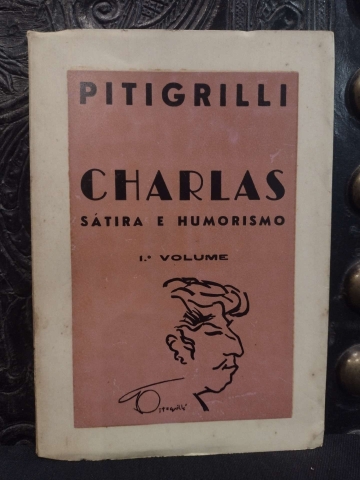 PITIGRILLI
CHARLAS
SÁTIRA E HUMORISMO
1.º VOLUME
Pitigrilli